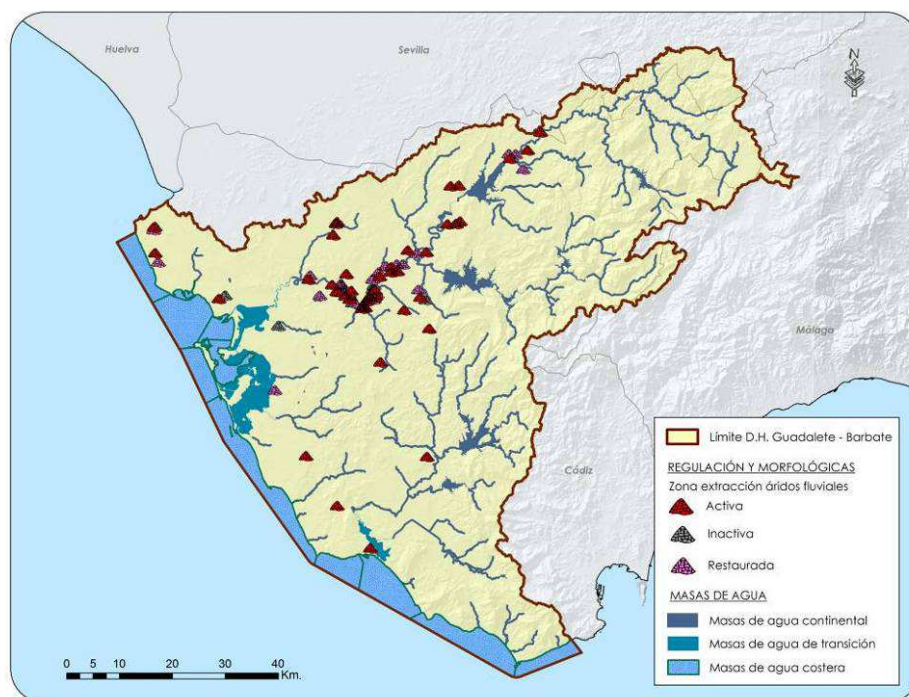 Huelva
Sevilla
N
Málaga
Cádiz
Límite D.H. Guadalete - Barbate
REGULACIÓN Y MORFOLÓGICAS
Zona extracción áridos fluviales
Activa
Inactiva
Restaurada
MASAS DE AGUA
Masas de agua continental
Masas de agua de transición
Masas de agua costera
0 5 10 20 30 40
Km.